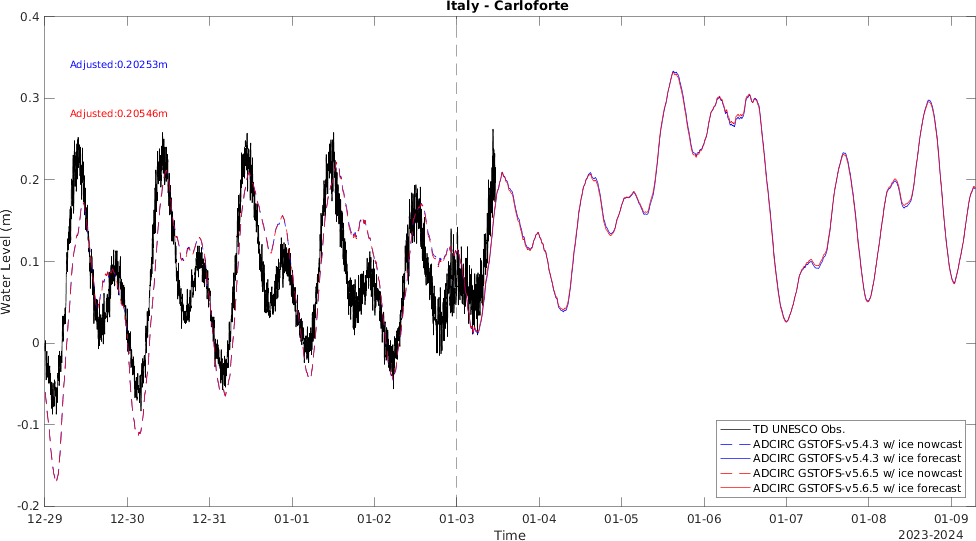 Italy - Carloforte
0.4
Adjusted:0.20253m
0.3
Adjusted:0.20546m
0.2
0.1
0
-0.1
-0.2
Water Level (m)
TD UNESCO Obs.
ADCIRC GSTOFS-v5.4.3 w/ ice nowcast
ADCIRC GSTOFS-v5.4.3 w/ ice forecast
ADCIRC GSTOFS-v5.6.5 w/ ice nowcast
ADCIRC GSTOFS-v5.6.5 w/ ice forecast
12-29 12-30 12-31 01-01 01-02 01-03 01-04 01-05 01-06 01-07 01-08 01-09
Time
2023-2024